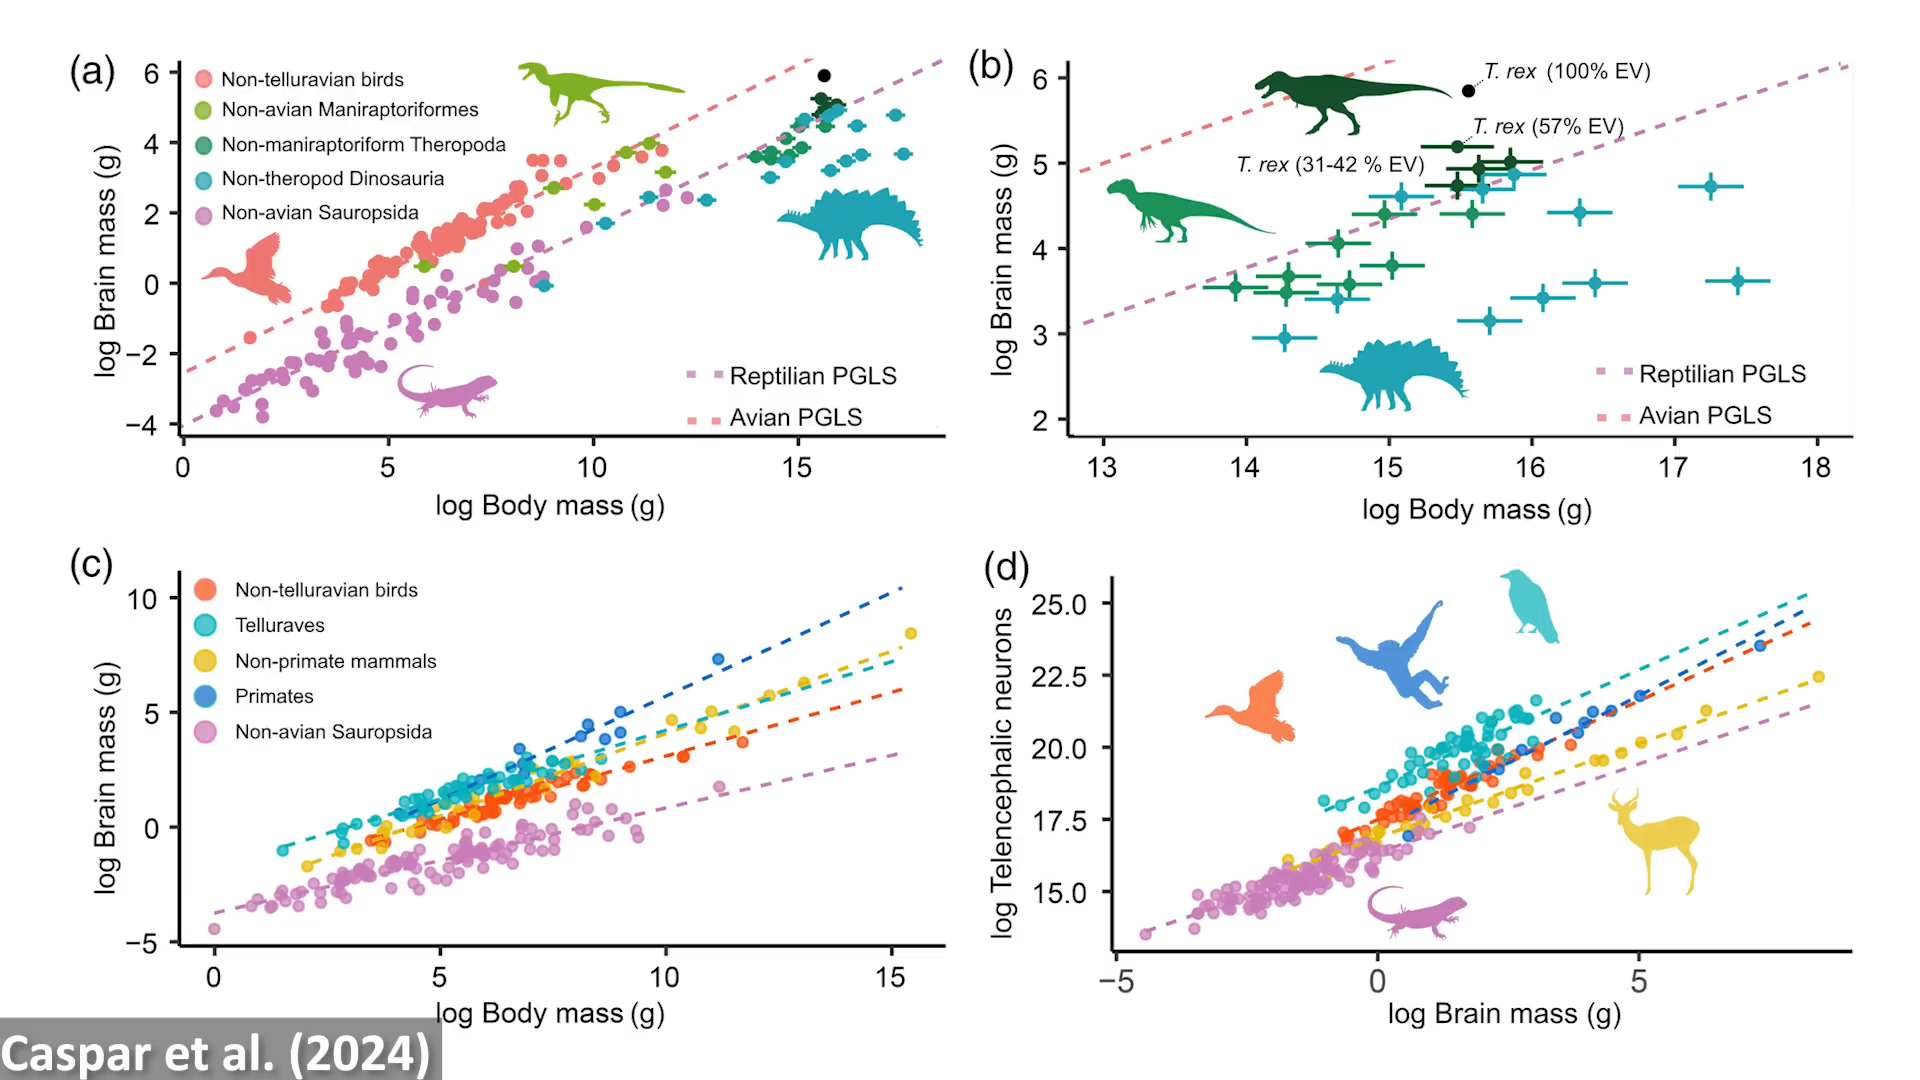 (a)
6
4
2
0
−2
−4
log Brain mass (g)
Non-telluravian birds
Non-avian Maniraptoriformes
Non-maniraptoriform Theropoda
Non-theropod Dinosauria
Non-avian Sauropsida
Reptilian PGLS
Avian PGLS
0 5 10 15
log Body mass (g)
(b)
6
5
4
3
2
log Brain mass (g)
T. rex (100% EV)
T. rex (57% EV)
T. rex (31-42 % EV)
Reptilian PGLS
Avian PGLS
13 14 15 16 17 18
log Body mass (g)
(c)
10
5
0
−5
log Brain mass (g)
Non-telluravian birds
Telluraves
Non-primate mammals
Primates
Non-avian Sauropsida
0 5 10 15
log Body mass (g)
(d)
25.0
22.5
20.0
17.5
15.0
log Telencephalic neurons
−5 0 5
log Brain mass (g)
Caspar et al. (2024)